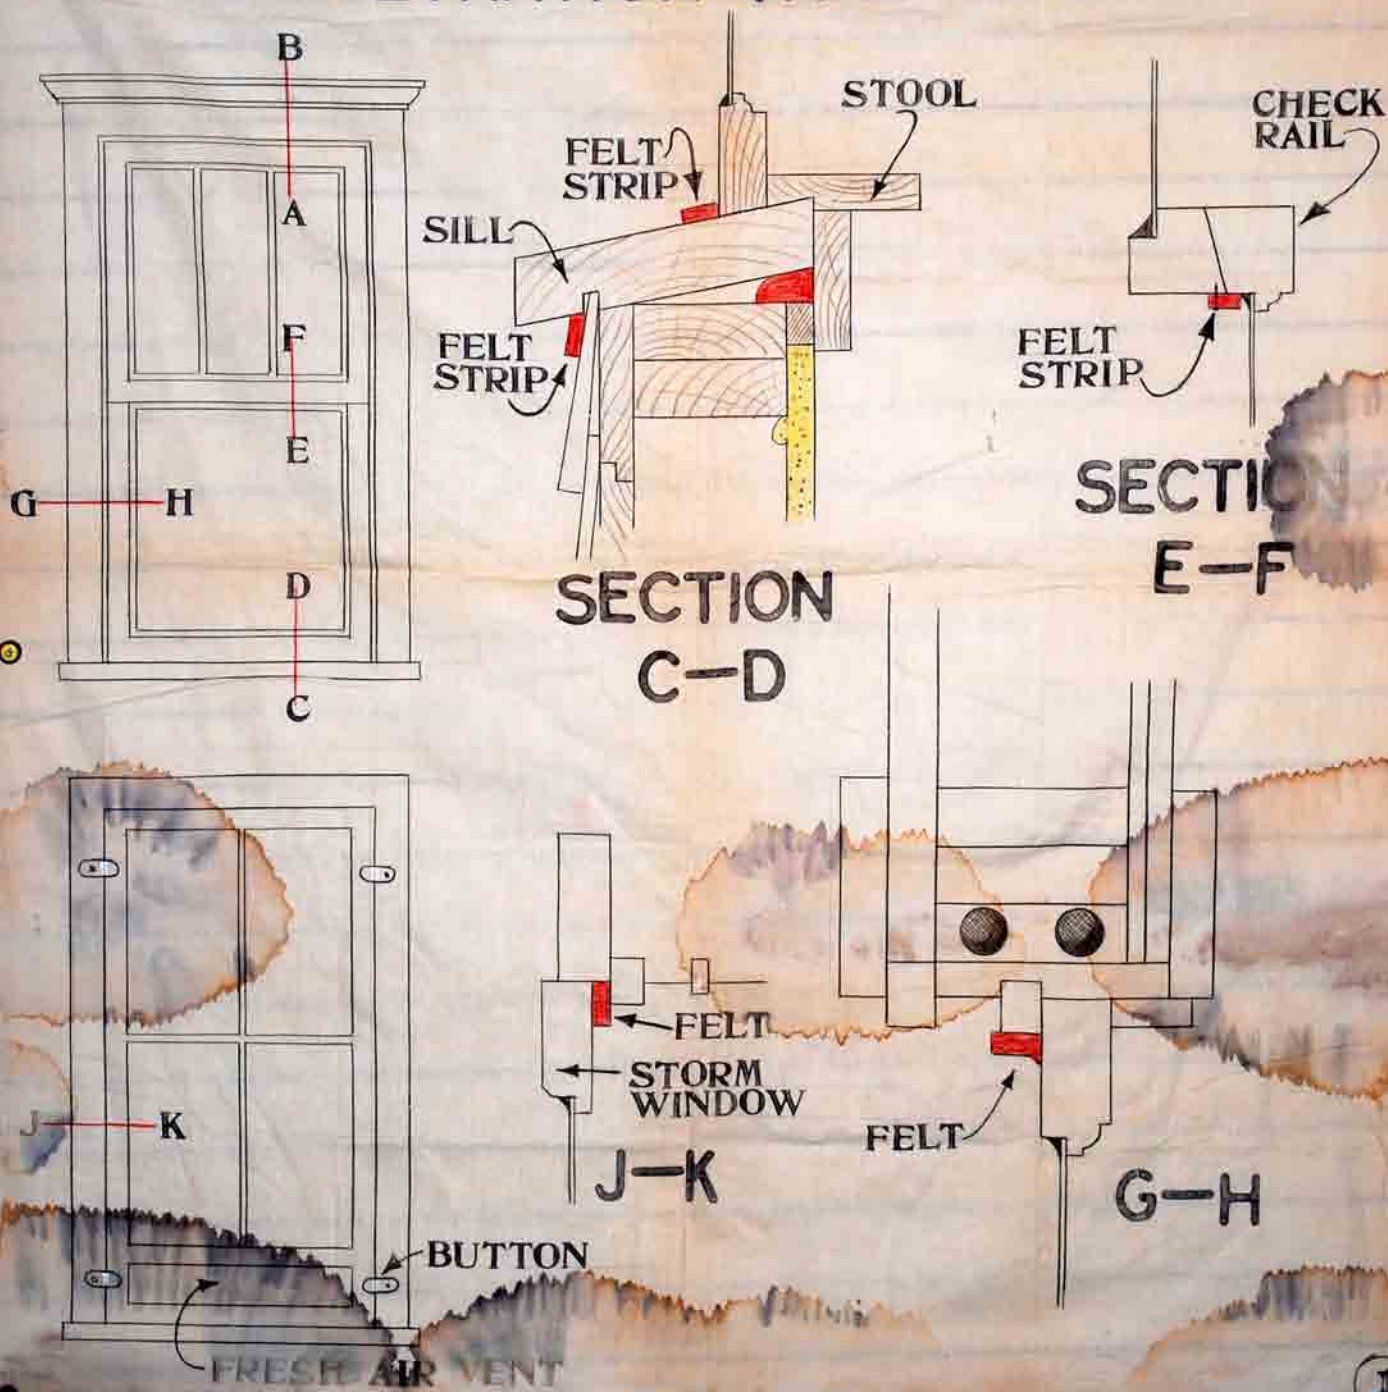 B
A
F
E
G H
D
C
FELT
STRIP
STOOL
SILL
FELT
STRIP
SECTION
C–D
CHECK
RAIL
FELT
STRIP
SECTION
E–F
J K
BUTTON
FRESH AIR VENT
FELT
STORM
WINDOW
J–K
FELT
G–H